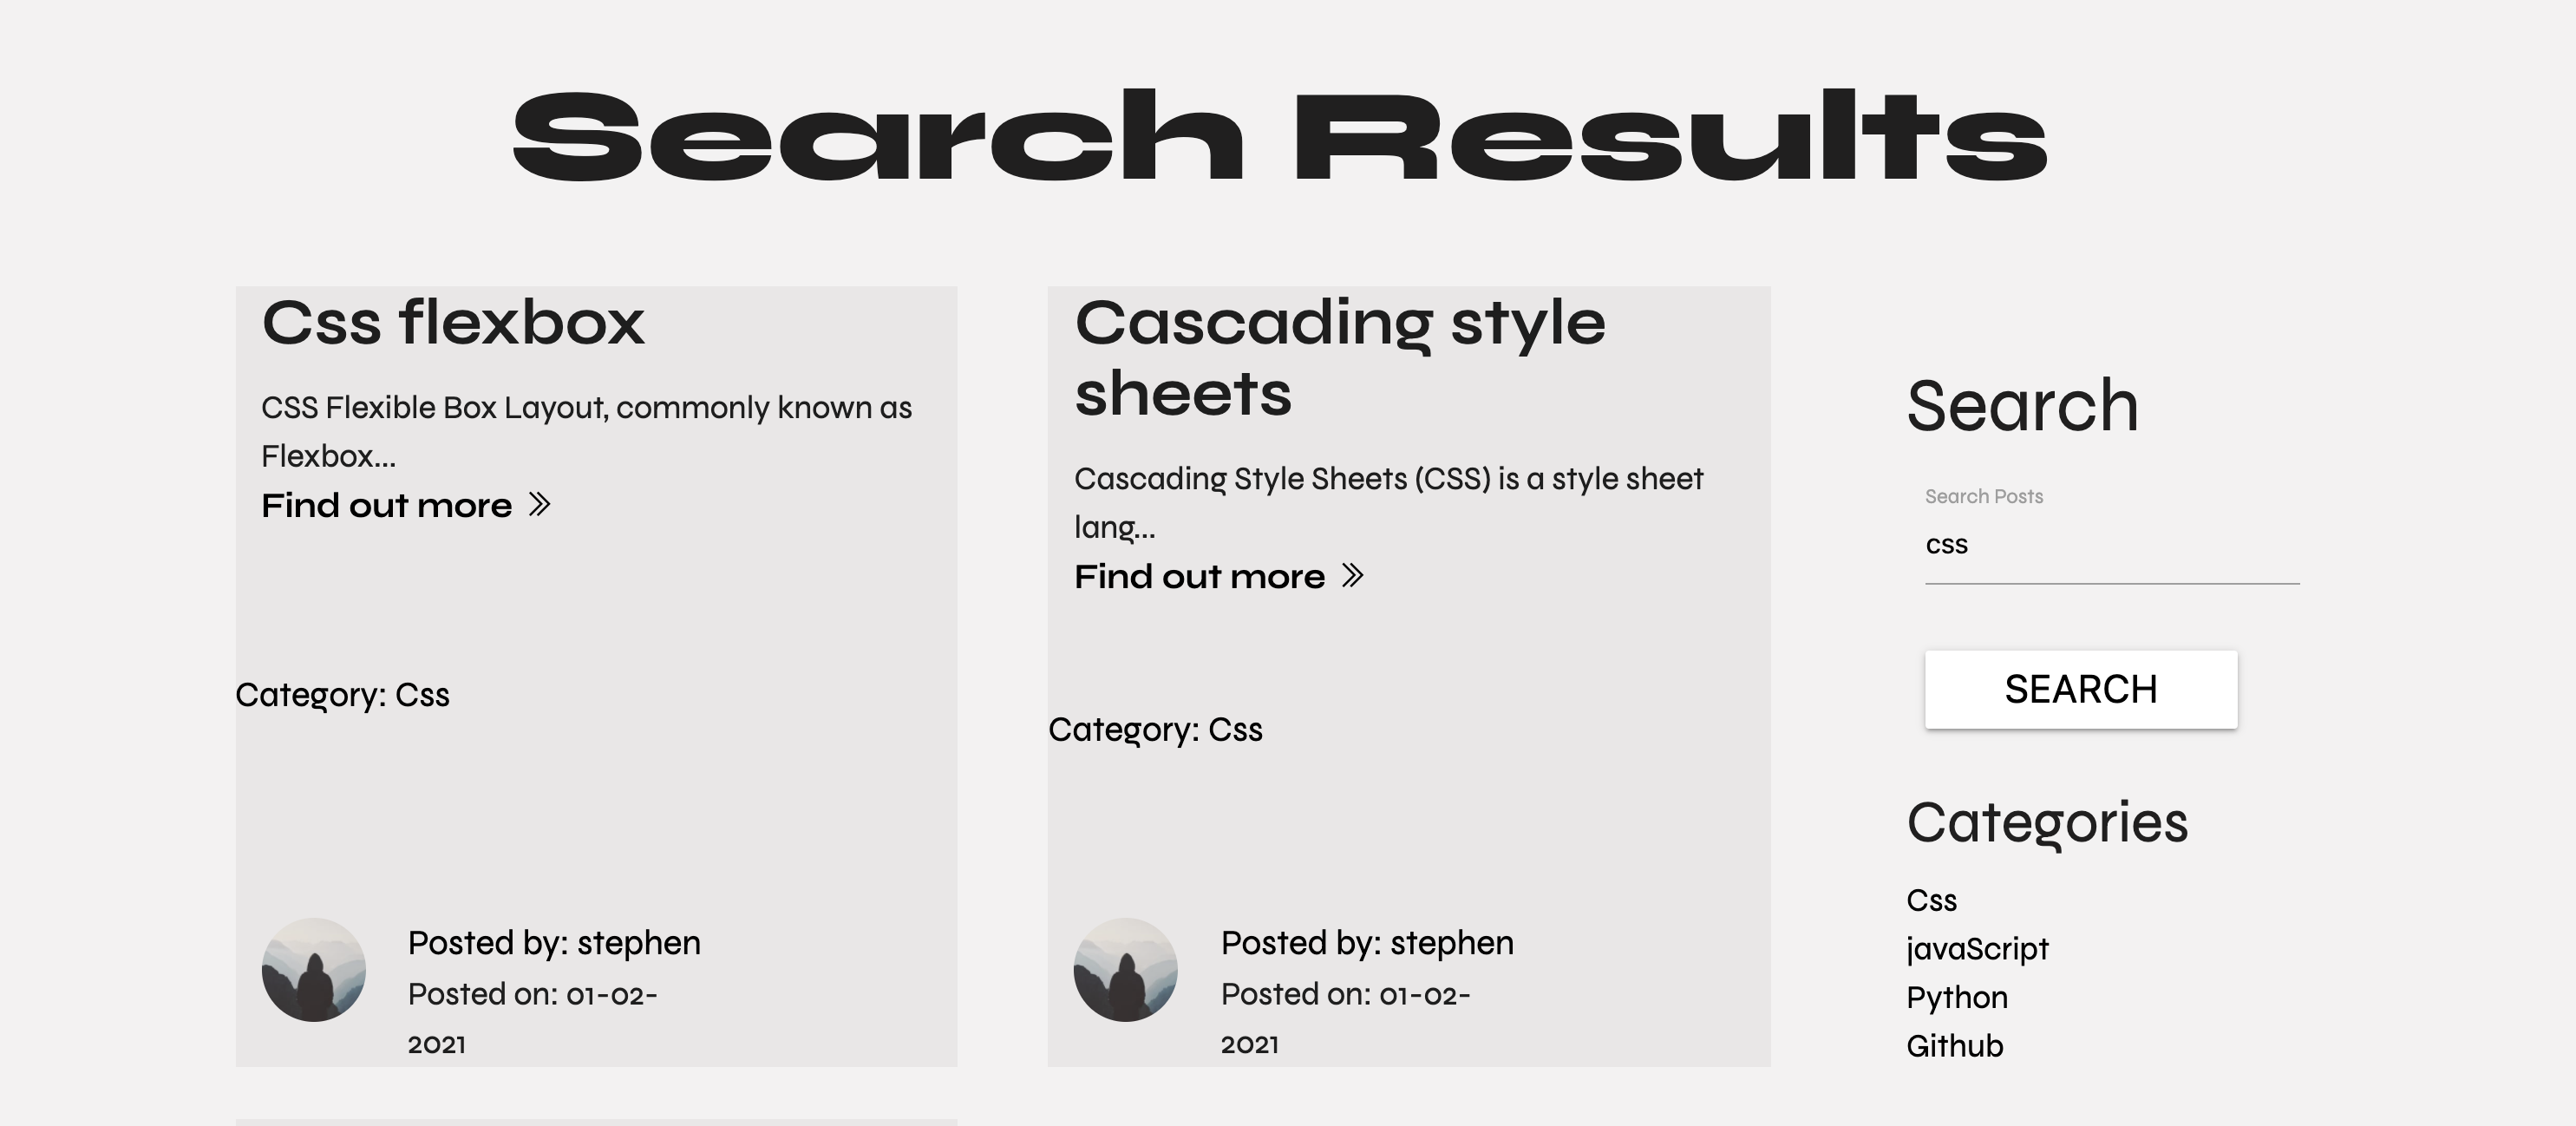 Search Results
Css flexbox
CSS Flexible Box Layout, commonly known as
Flexbox...
Find out more
Category: Css
Posted by: stephen
Posted on: 01-02-
2021
Cascading style
sheets
Cascading Style Sheets (CSS) is a style sheet
lang...
Find out more
Category: Css
Posted by: stephen
Posted on: 01-02-
2021
Search
Search Posts
css
SEARCH
Categories
Css
javaScript
Python
Github